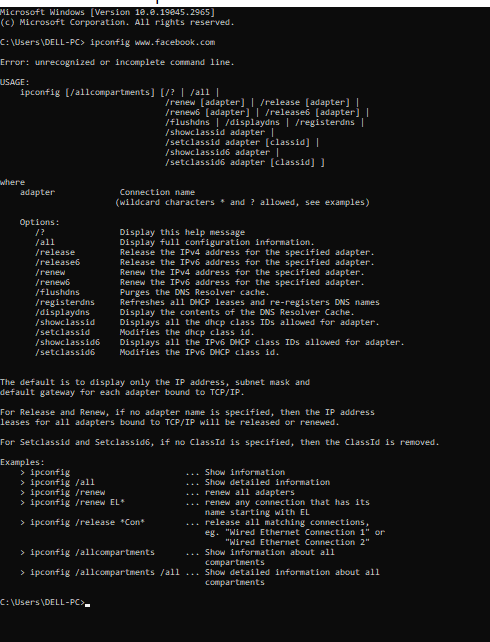 Microsoft Windows [Version 10.0.19045.2965]
(c) Microsoft Corporation. All rights reserved.
C:\Users\DELL-PC> ipconfig www.facebook.com
Error: unrecognized or incomplete command line.
USAGE:
ipconfig [/allcompartments] [/? | /all |
/renew [adapter] | /release [adapter] |
/renew6 [adapter] | /release6 [adapter] |
/flushdns | /displaydns | /registerdns |
/showclassid adapter |
/setclassid adapter [classid] |
/showclassid6 adapter |
/setclassid6 adapter [classid] ]
where
adapter Connection name
(wildcard characters * and ? allowed, see examples)
Options:
/? Display this help message
/all Display full configuration information.
/release Release the IPv4 address for the specified adapter.
/release6 Release the IPv6 address for the specified adapter.
/renew Renew the IPv4 address for the specified adapter.
/renew6 Renew the IPv6 address for the specified adapter.
/flushdns Purges the DNS Resolver cache.
/registerdns Refreshes all DHCP leases and re-registers DNS names
/displaydns Display the contents of the DNS Resolver Cache.
/showclassid Displays all the dhcp class IDs allowed for adapter.
/setclassid Modifies the dhcp class id.
/showclassid6 Displays all the IPv6 DHCP class IDs allowed for adapter.
/setclassid6 Modifies the IPv6 DHCP class id.
The default is to display only the IP address, subnet mask and
default gateway for each adapter bound to TCP/IP.
For Release and Renew, if no adapter name is specified, then the IP address
leases for all adapters bound to TCP/IP will be released or renewed.
For Setclassid and Setclassid6, if no ClassId is specified, then the ClassId is removed.
Examples:
> ipconfig ... Show information
> ipconfig /all ... Show detailed information
> ipconfig /renew ... renew all adapters
> ipconfig /renew EL* ... renew any connection that has its
name starting with EL
> ipconfig /release *Con* ... release all matching connections,
eg. "Wired Ethernet Connection 1" or
"Wired Ethernet Connection 2"
> ipconfig /allcompartments ... Show information about all
compartments
> ipconfig /allcompartments /all ... Show detailed information about all
compartments
C:\Users\DELL-PC>